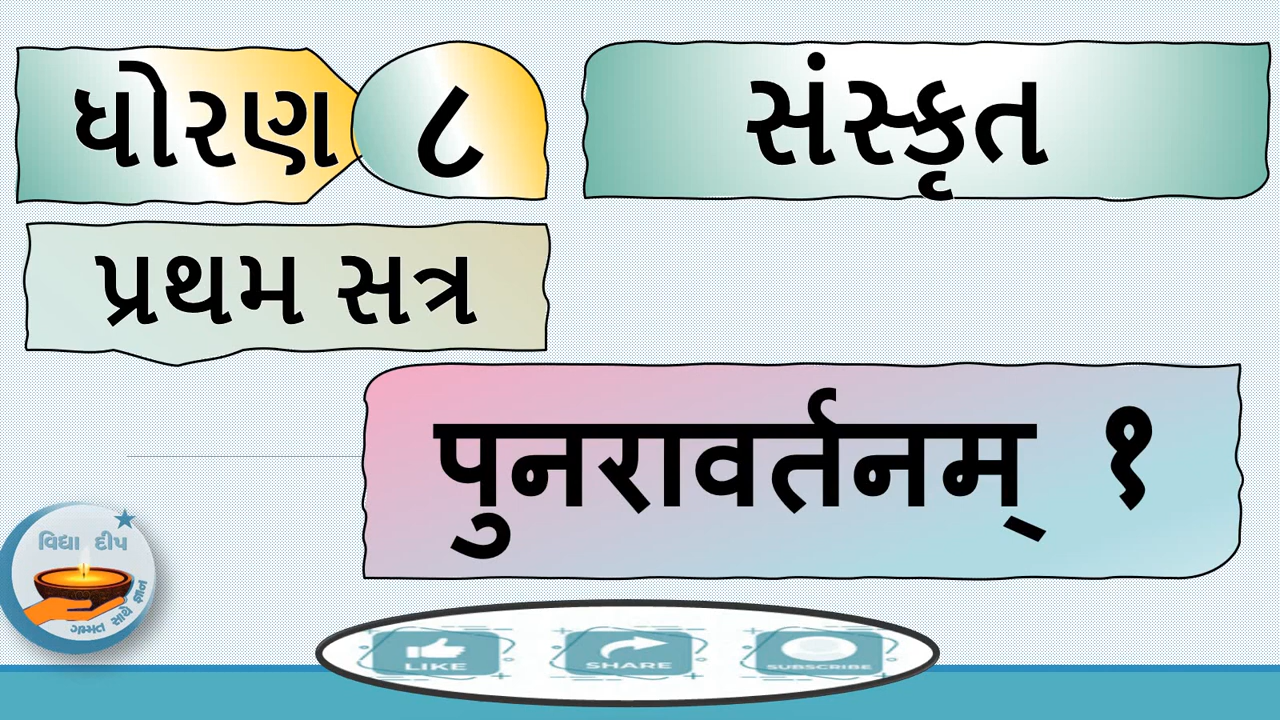 ધોરણ ૮
સંસ્કૃત
પ્રથમ સત્ર
पुनरावर्तनम् १
વિદ્યા દીપ
ગમ્મત સાથે જ્ઞાન
LIKE
SHARE
SUBSCRIBE